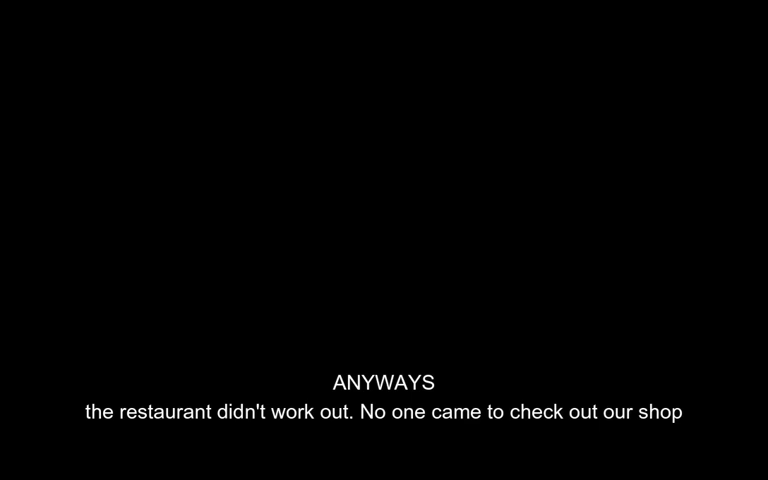 ANYWAYS
the restaurant didn't work out. No one came to check out our shop